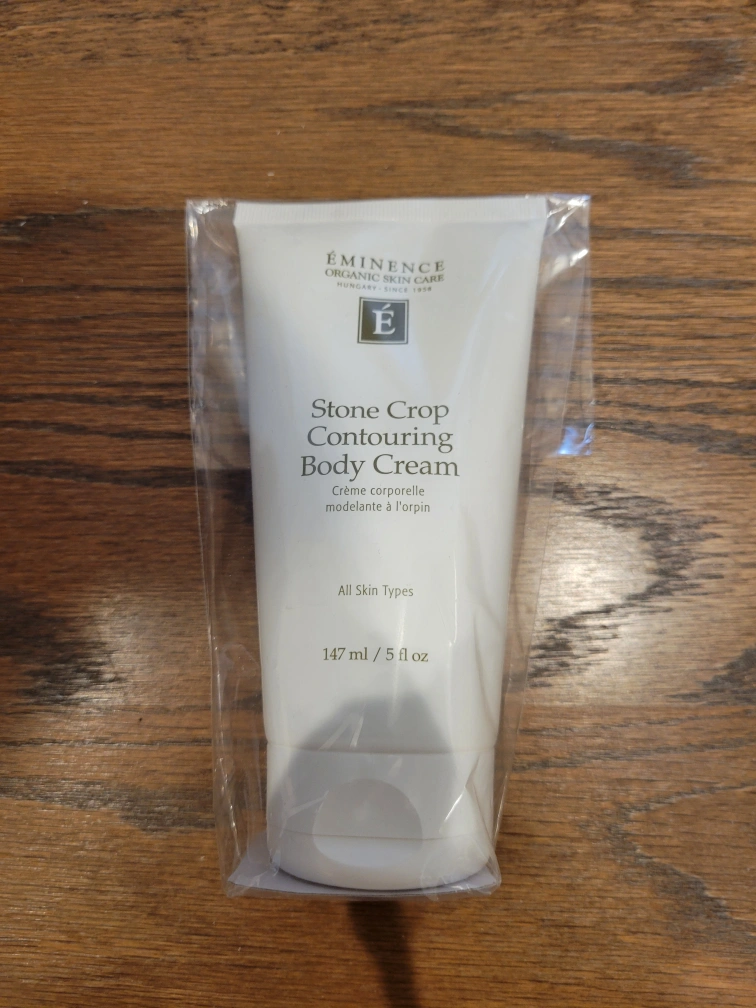 ÉMINENCE
ORGANIC SKIN CARE
HUNGARY · SINCE 1958
É
Stone Crop
Contouring
Body Cream
Crème corporelle
modelante à l'orpin
All Skin Types
147 ml / 5 fl oz